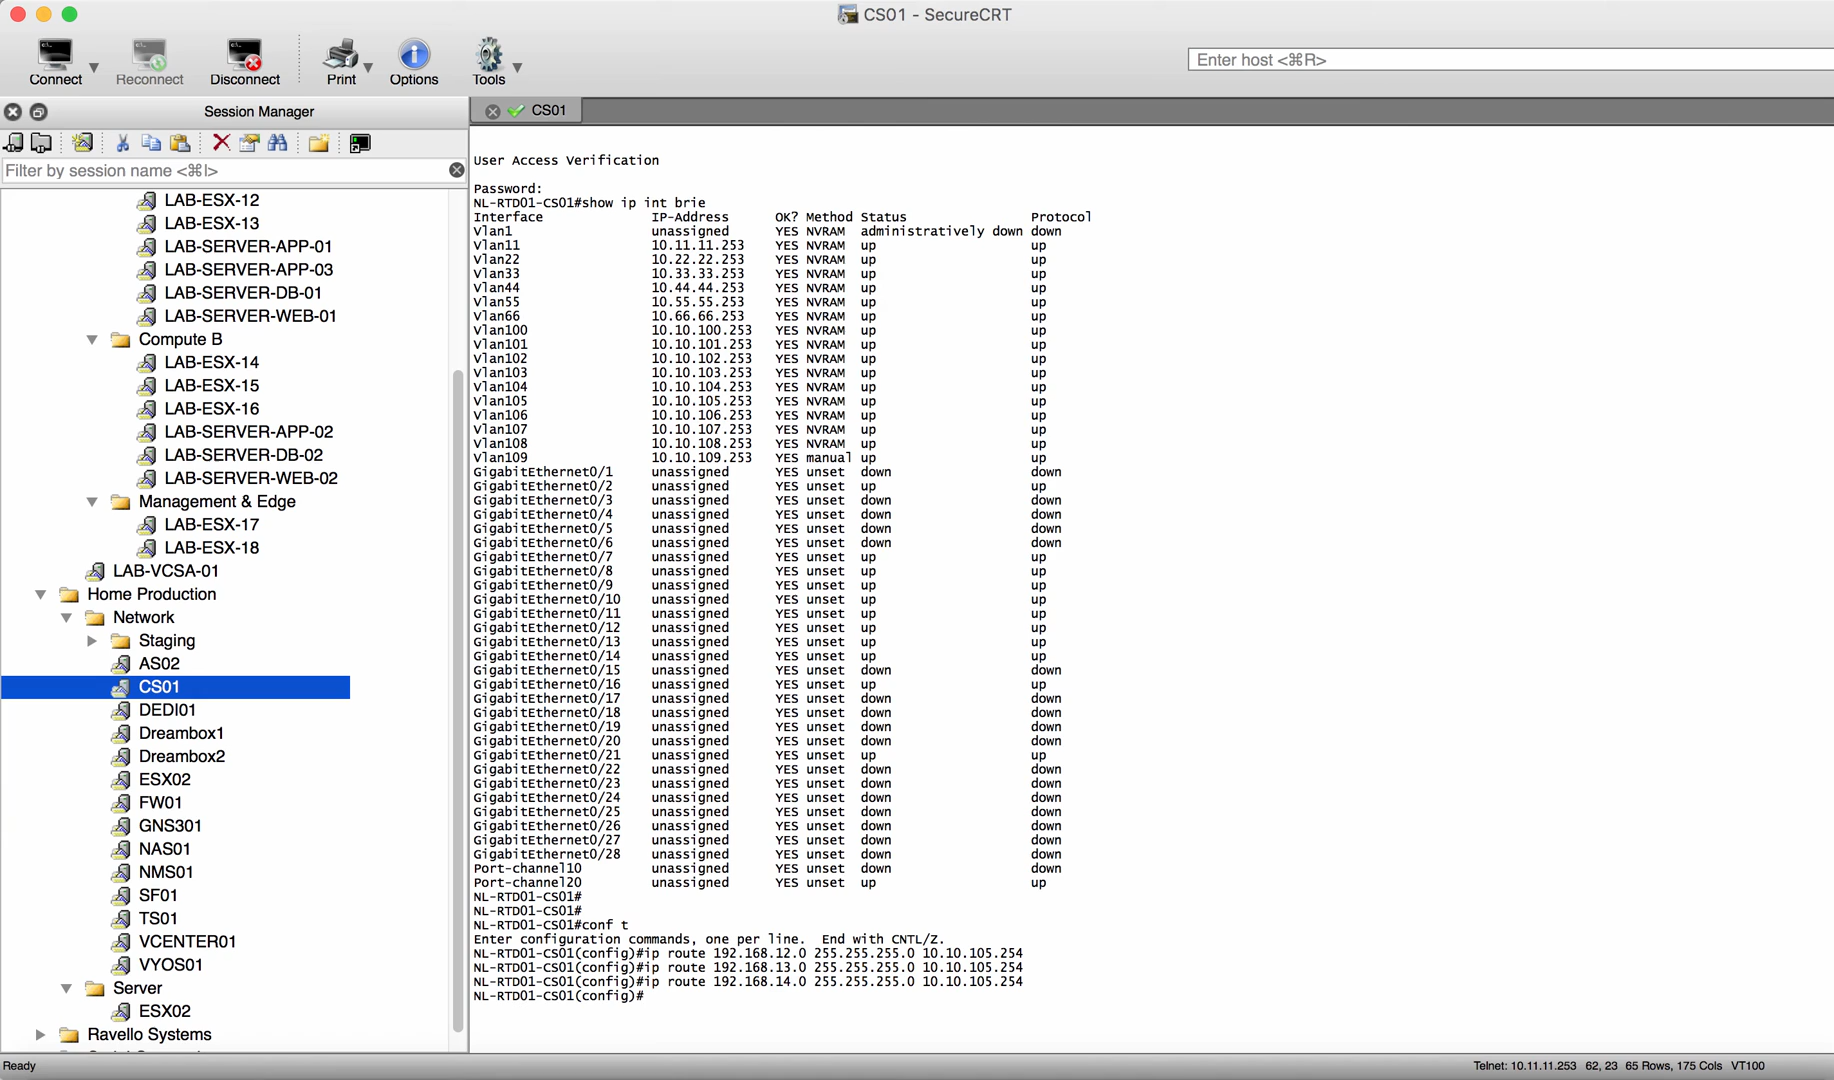 CS01 - SecureCRT
Connect
Reconnect
Disconnect
Print
Options
Tools
Enter host <⌘R>
Session Manager
CS01
Filter by session name <⌘I>
LAB-ESX-12
LAB-ESX-13
LAB-SERVER-APP-01
LAB-SERVER-APP-03
LAB-SERVER-DB-01
LAB-SERVER-WEB-01
Compute B
LAB-ESX-14
LAB-ESX-15
LAB-ESX-16
LAB-SERVER-APP-02
LAB-SERVER-DB-02
LAB-SERVER-WEB-02
Management & Edge
LAB-ESX-17
LAB-ESX-18
LAB-VCSA-01
Home Production
Network
Staging
AS02
CS01
DEDI01
Dreambox1
Dreambox2
ESX02
FW01
GNS301
NAS01
NMS01
SF01
TS01
VCENTER01
VYOS01
Server
ESX02
Ravello Systems
User Access Verification
Password:
NL-RTD01-CS01#show ip int brie
Interface IP-Address OK? Method Status Protocol
Vlan1 unassigned YES NVRAM administratively down down
Vlan11 10.11.11.253 YES NVRAM up up
Vlan22 10.22.22.253 YES NVRAM up up
Vlan33 10.33.33.253 YES NVRAM up up
Vlan44 10.44.44.253 YES NVRAM up up
Vlan55 10.55.55.253 YES NVRAM up up
Vlan66 10.66.66.253 YES NVRAM up up
Vlan100 10.10.100.253 YES NVRAM up up
Vlan101 10.10.101.253 YES NVRAM up up
Vlan102 10.10.102.253 YES NVRAM up up
Vlan103 10.10.103.253 YES NVRAM up up
Vlan104 10.10.104.253 YES NVRAM up up
Vlan105 10.10.105.253 YES NVRAM up up
Vlan106 10.10.106.253 YES NVRAM up up
Vlan107 10.10.107.253 YES NVRAM up up
Vlan108 10.10.108.253 YES NVRAM up up
Vlan109 10.10.109.253 YES manual up up
GigabitEthernet0/1 unassigned YES unset down down
GigabitEthernet0/2 unassigned YES unset up up
GigabitEthernet0/3 unassigned YES unset down down
GigabitEthernet0/4 unassigned YES unset down down
GigabitEthernet0/5 unassigned YES unset down down
GigabitEthernet0/6 unassigned YES unset down down
GigabitEthernet0/7 unassigned YES unset up up
GigabitEthernet0/8 unassigned YES unset up up
GigabitEthernet0/9 unassigned YES unset up up
GigabitEthernet0/10 unassigned YES unset up up
GigabitEthernet0/11 unassigned YES unset up up
GigabitEthernet0/12 unassigned YES unset up up
GigabitEthernet0/13 unassigned YES unset up up
GigabitEthernet0/14 unassigned YES unset up up
GigabitEthernet0/15 unassigned YES unset down down
GigabitEthernet0/16 unassigned YES unset up up
GigabitEthernet0/17 unassigned YES unset down down
GigabitEthernet0/18 unassigned YES unset down down
GigabitEthernet0/19 unassigned YES unset down down
GigabitEthernet0/20 unassigned YES unset down down
GigabitEthernet0/21 unassigned YES unset up up
GigabitEthernet0/22 unassigned YES unset down down
GigabitEthernet0/23 unassigned YES unset down down
GigabitEthernet0/24 unassigned YES unset down down
GigabitEthernet0/25 unassigned YES unset down down
GigabitEthernet0/26 unassigned YES unset down down
GigabitEthernet0/27 unassigned YES unset down down
GigabitEthernet0/28 unassigned YES unset down down
Port-channel10 unassigned YES unset down down
Port-channel20 unassigned YES unset up up
NL-RTD01-CS01#
NL-RTD01-CS01#
NL-RTD01-CS01#conf t
Enter configuration commands, one per line. End with CNTL/Z.
NL-RTD01-CS01(config)#ip route 192.168.12.0 255.255.255.0 10.10.105.254
NL-RTD01-CS01(config)#ip route 192.168.13.0 255.255.255.0 10.10.105.254
NL-RTD01-CS01(config)#ip route 192.168.14.0 255.255.255.0 10.10.105.254
NL-RTD01-CS01(config)#
Ready
Telnet: 10.11.11.253 62, 23 65 Rows, 175 Cols VT100